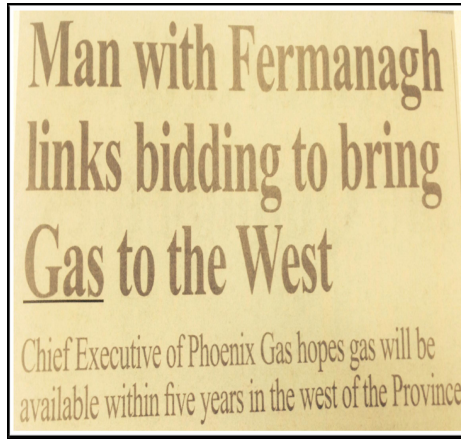 Man with Fermanagh
links bidding to bring
Gas to the West
Chief Executive of Phoenix Gas hopes gas will be
available within five years in the west of the Province